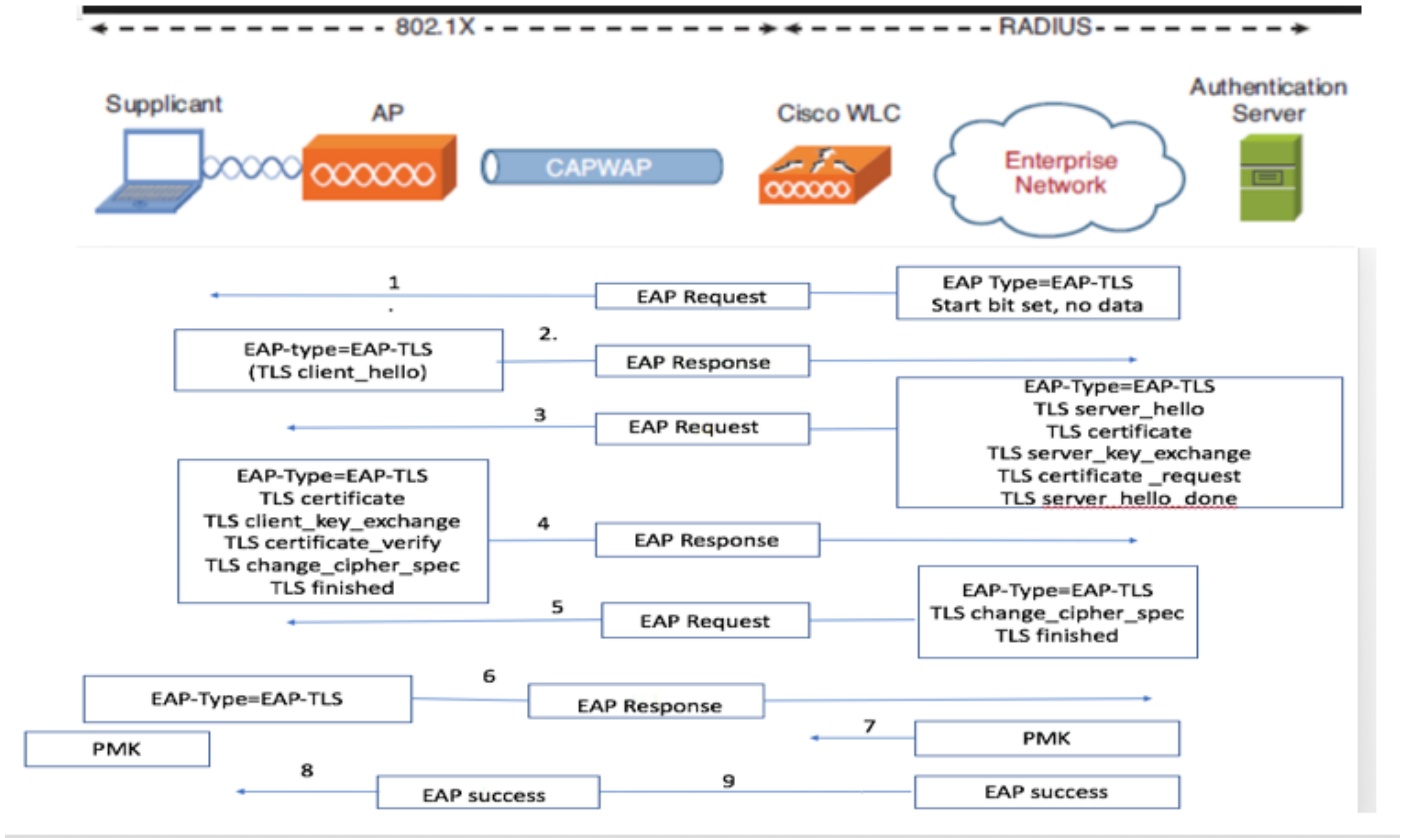 802.1X
RADIUS
Supplicant
AP
CAPWAP
Cisco WLC
Enterprise
Network
Authentication
Server
1
.
EAP Request
EAP Type=EAP-TLS
Start bit set, no data
EAP-type=EAP-TLS
(TLS client_hello)
2.
EAP Response
3
EAP Request
EAP-Type=EAP-TLS
TLS server_hello
TLS certificate
TLS server_key_exchange
TLS certificate _request
TLS server_hello_done
EAP-Type=EAP-TLS
TLS certificate
TLS client_key_exchange
TLS certificate_verify
TLS change_cipher_spec
TLS finished
4
EAP Response
5
EAP Request
EAP-Type=EAP-TLS
TLS change_cipher_spec
TLS finished
EAP-Type=EAP-TLS
6
EAP Response
7
PMK
PMK
8
EAP success
9
EAP success